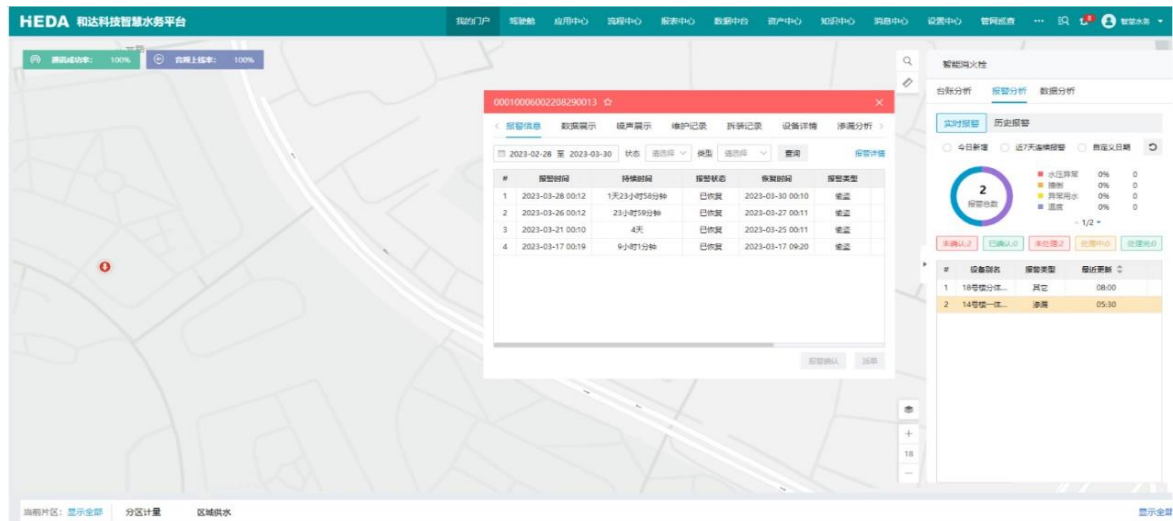 HEDA 和达科技智慧水务平台 我的门户 驾驶舱 应用中心 流程中心 报表中心 数据中台 资产中心 知识中心 消息中心 设置中心 管网巡查 ... 智慧水务
通讯成功率: 100% 在线上线率: 100%
智能消火栓
台账分析 报警分析 数据分析
实时报警 历史报警
今日新增 近7天连续报警 自定义日期
2
报警总数
水压异常 0% 0
撞倒 0% 0
异常用水 0% 0
温度 0% 0
1/2
未确认:2 已确认:0 未处理:2 处理中:0
# 设备别名 报警类型 最近更新
1 18号楼分体... 其它 08:00
2 14号楼一体... 渗漏 05:30
00010006002208290013
报警信息 数据展示 噪声展示 维护记录 拆装记录 设备详情 渗漏分析
2023-02-28 至 2023-03-30 状态 请选择 类型 请选择 查询 报警详情
# 报警时间 持续时间 报警状态 恢复时间 报警类型
1 2023-03-28 00:12 1天23小时58分钟 已恢复 2023-03-30 00:10 偷盗
2 2023-03-26 00:12 23小时59分钟 已恢复 2023-03-27 00:11 偷盗
3 2023-03-21 00:10 4天 已恢复 2023-03-25 00:11 偷盗
4 2023-03-17 00:19 9小时1分钟 已恢复 2023-03-17 09:20 偷盗
报警确认 派单
18
当前片区: 显示全部 分区计量 区域供水 显示全部